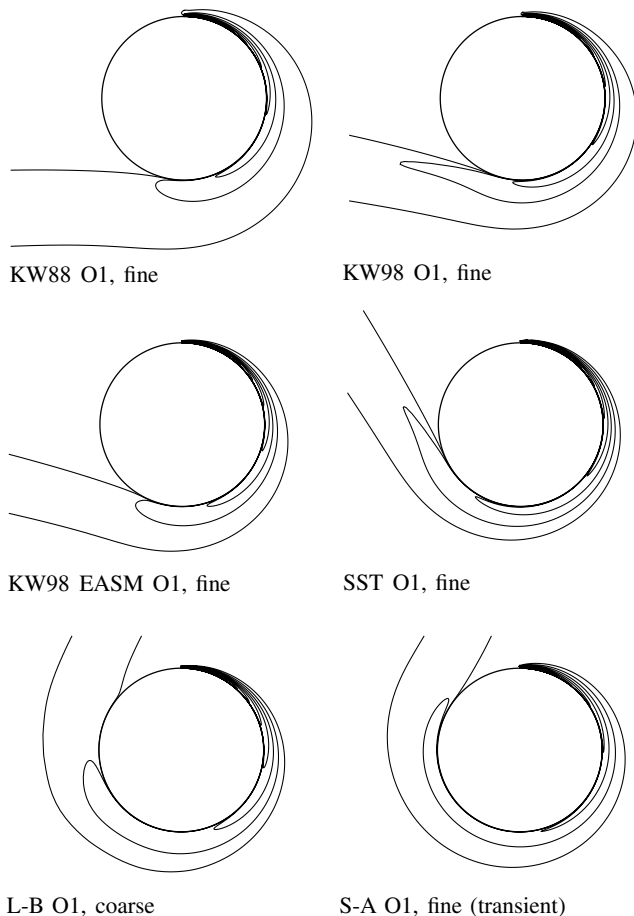 KW88 O1, fine
KW98 O1, fine
KW98 EASM O1, fine
SST O1, fine
L-B O1, coarse
S-A O1, fine (transient)